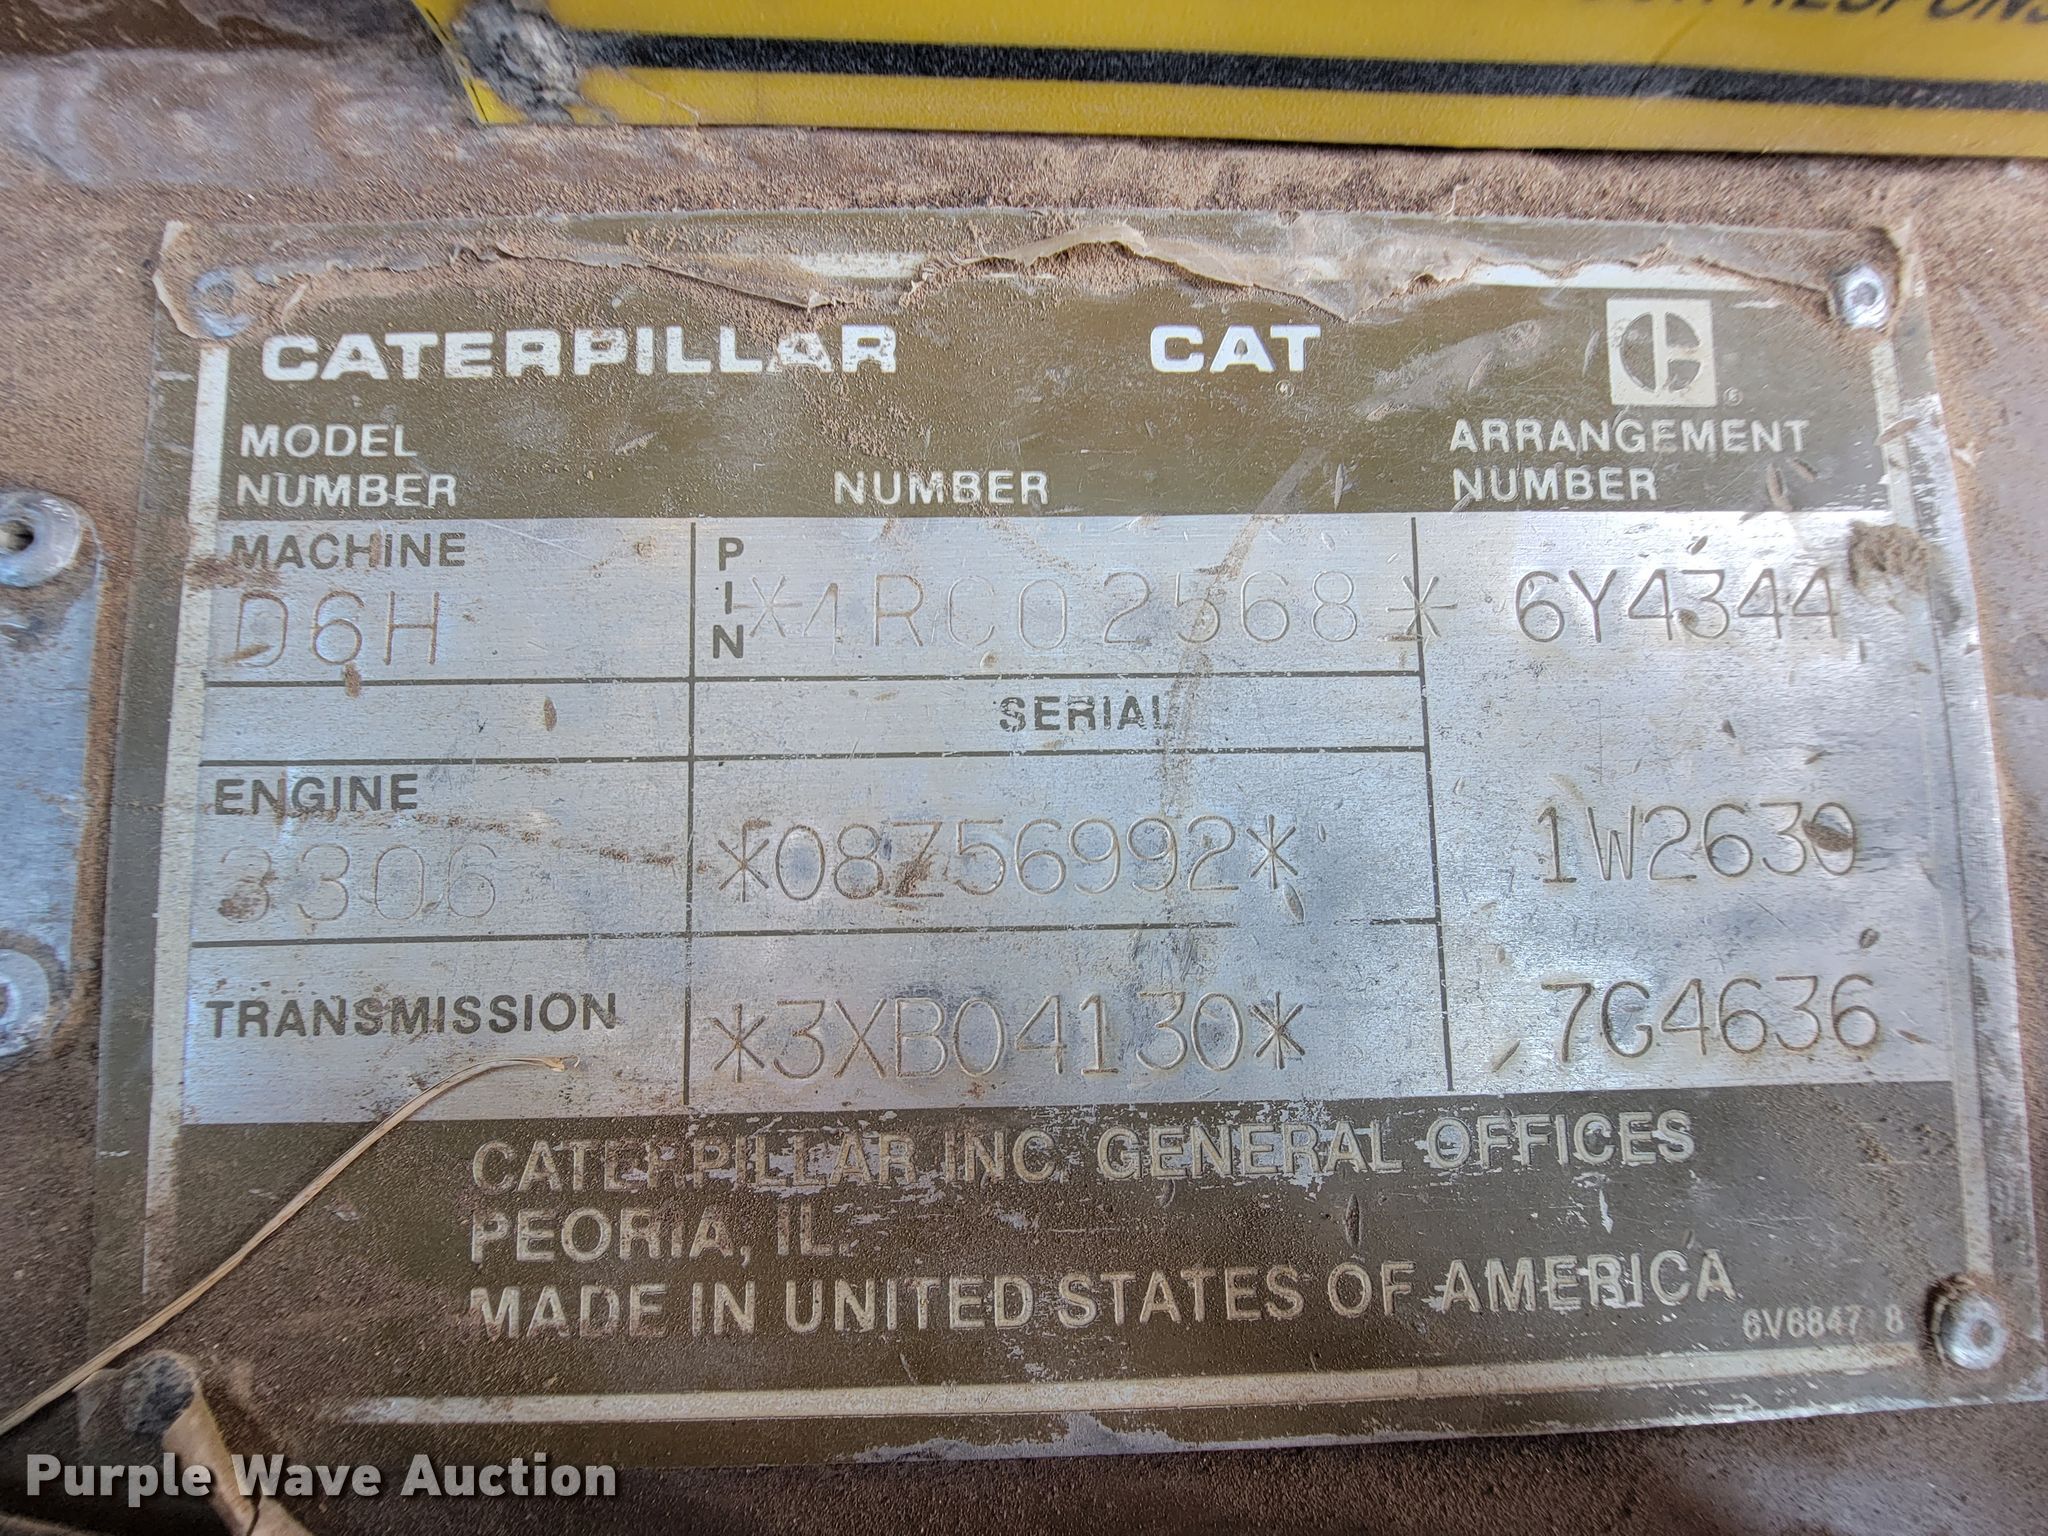 RESPONS
CATERPILLAR CAT
MODEL NUMBER NUMBER ARRANGEMENT NUMBER
MACHINE PIN
D6H *4RC02568* 6Y4344
SERIAL
ENGINE
3306 *08Z56992* 1W2630
TRANSMISSION *3XB04130* 7G4636
CATERPILLAR INC. GENERAL OFFICES
PEORIA, IL.
MADE IN UNITED STATES OF AMERICA
6V6847 8
Purple Wave Auction